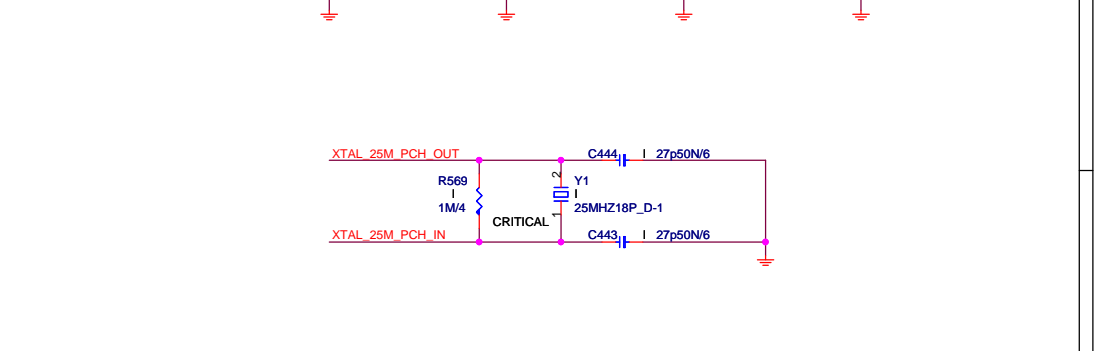 XTAL_25M_PCH_OUT
C444 I 27p50N/6
R569
I
1M/4
2
Y1
I
25MHZ18P_D-1
1
CRITICAL
XTAL_25M_PCH_IN
C443 I 27p50N/6